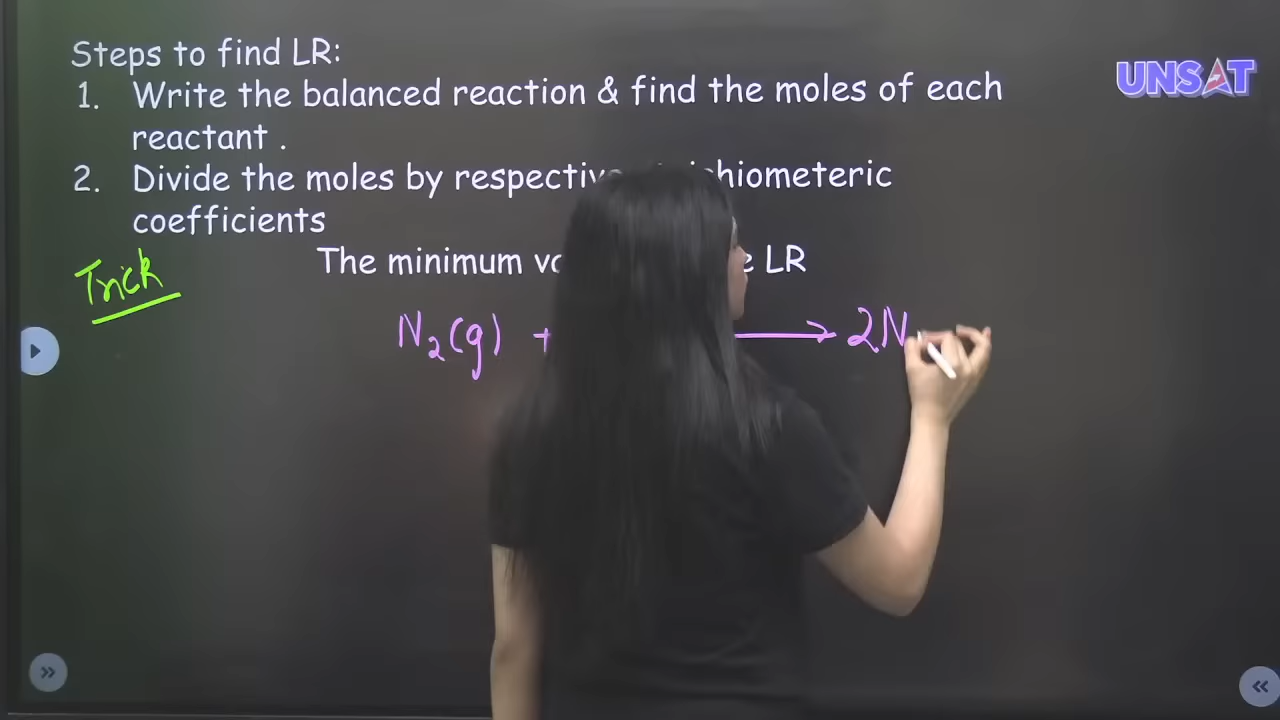 Steps to find LR:
1. Write the balanced reaction & find the moles of each
reactant .
2. Divide the moles by respective chiometeric
coefficients
The minimum LR
Trick
N₂(g) + → 2N
UNSAT